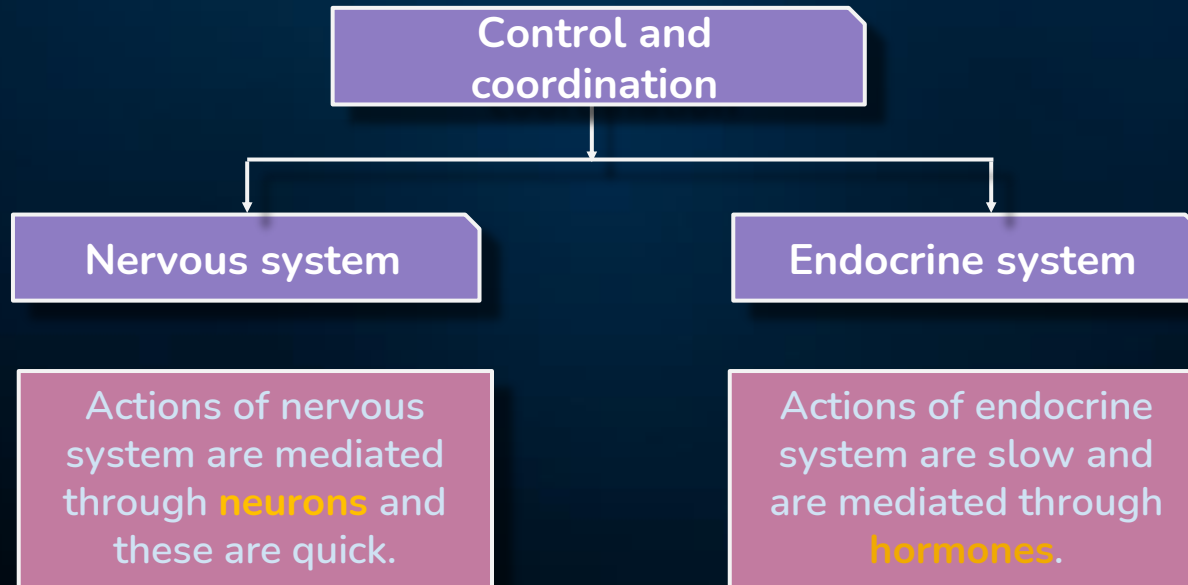 Control and
coordination
Nervous system
Endocrine system
Actions of nervous
system are mediated
through neurons and
these are quick.
Actions of endocrine
system are slow and
are mediated through
hormones.